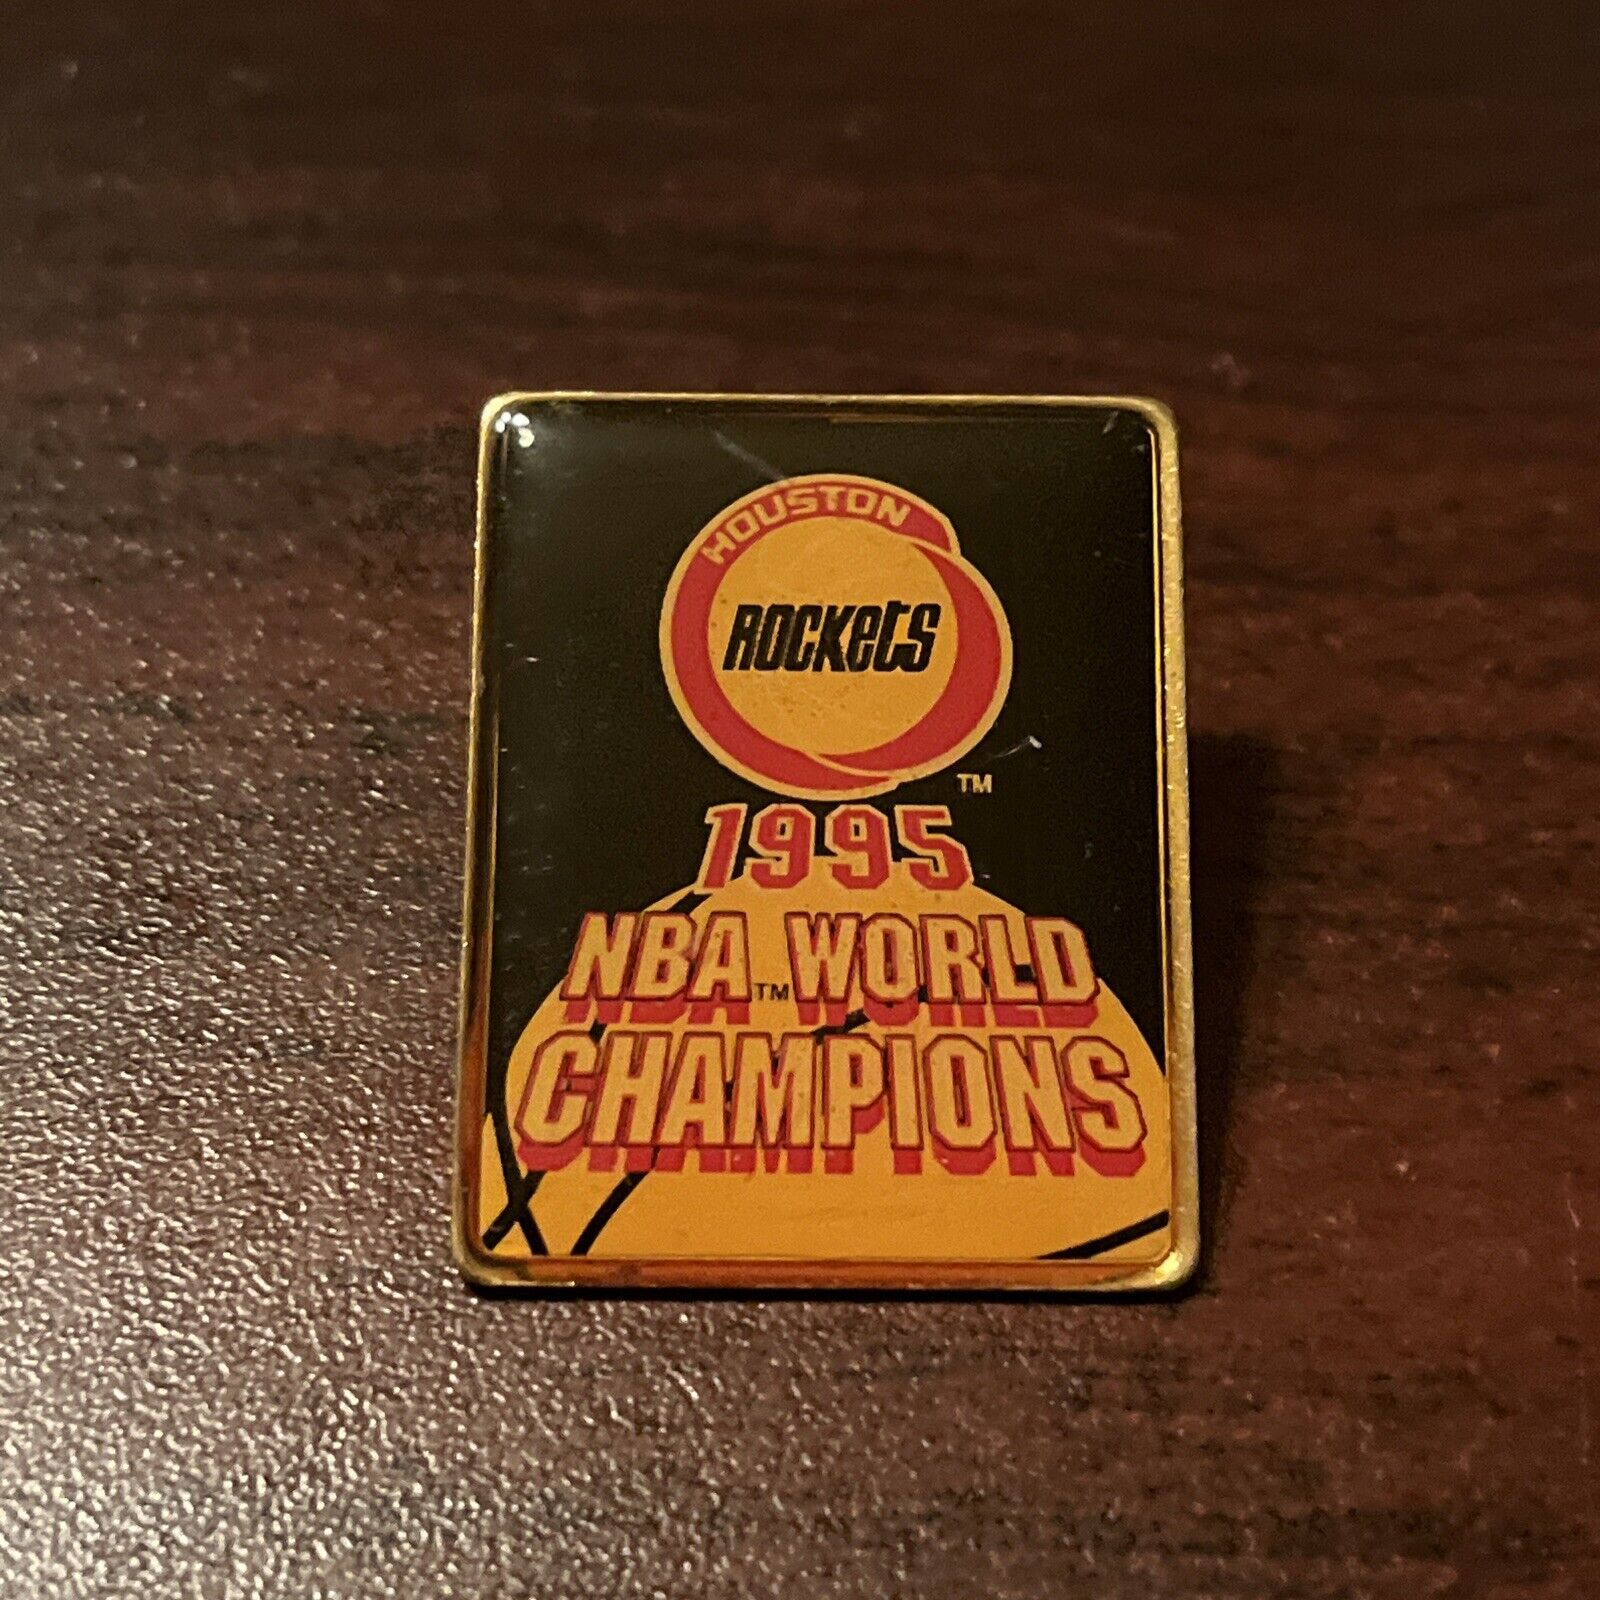 HOUSTON
ROCKETS
TM
1995
NBA TM WORLD
CHAMPIONS